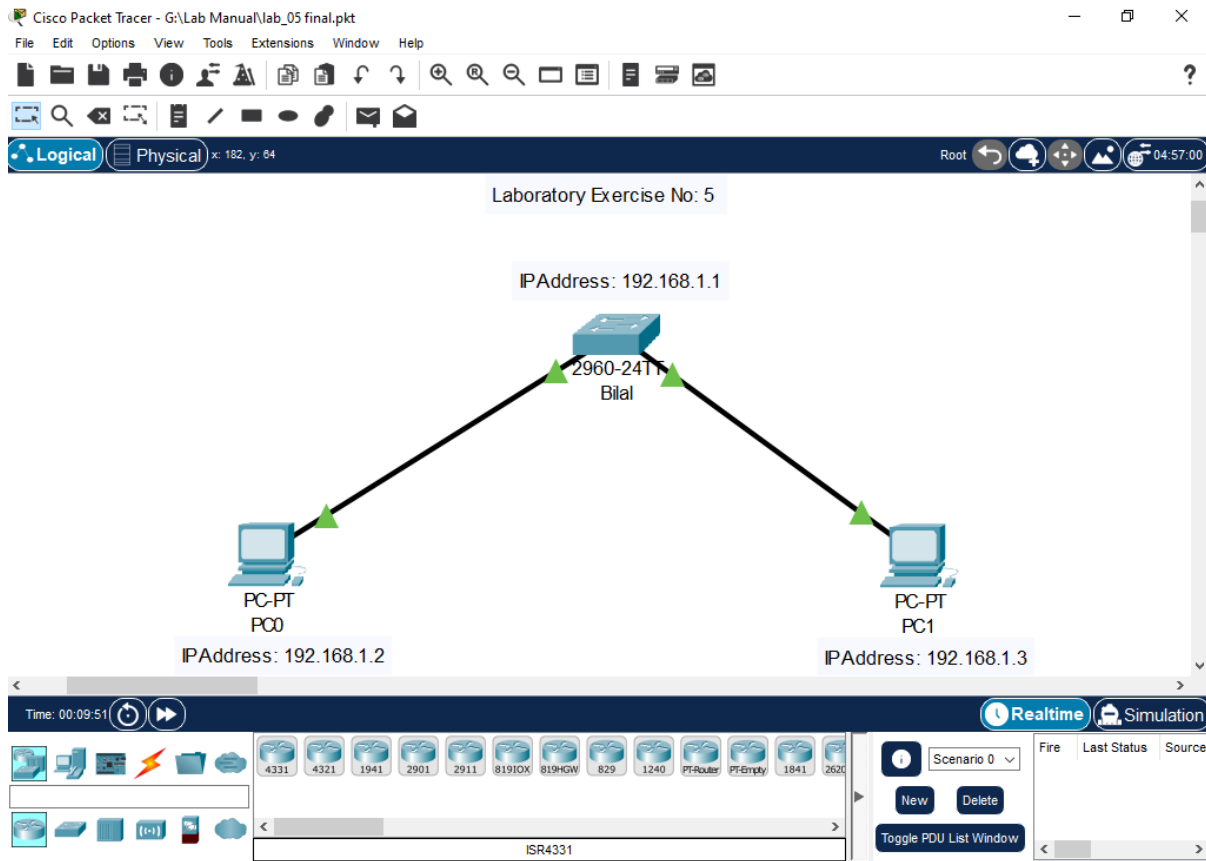 Cisco Packet Tracer - G:\Lab Manual\lab_05 final.pkt
File Edit Options View Tools Extensions Window Help
?
Logical Physical x: 182, y: 64 Root 04:57:00
Laboratory Exercise No: 5
IPAddress: 192.168.1.1
2960-24TT
Bilal
PC-PT
PC0
IPAddress: 192.168.1.2
PC-PT
PC1
IPAddress: 192.168.1.3
Time: 00:09:51 Realtime Simulation
4331 4321 1941 2901 2911 819IOX 819HGW 829 1240 PT-Router PT-Empty 1841 2620
ISR4331
Scenario 0
New Delete
Toggle PDU List Window
Fire Last Status Source